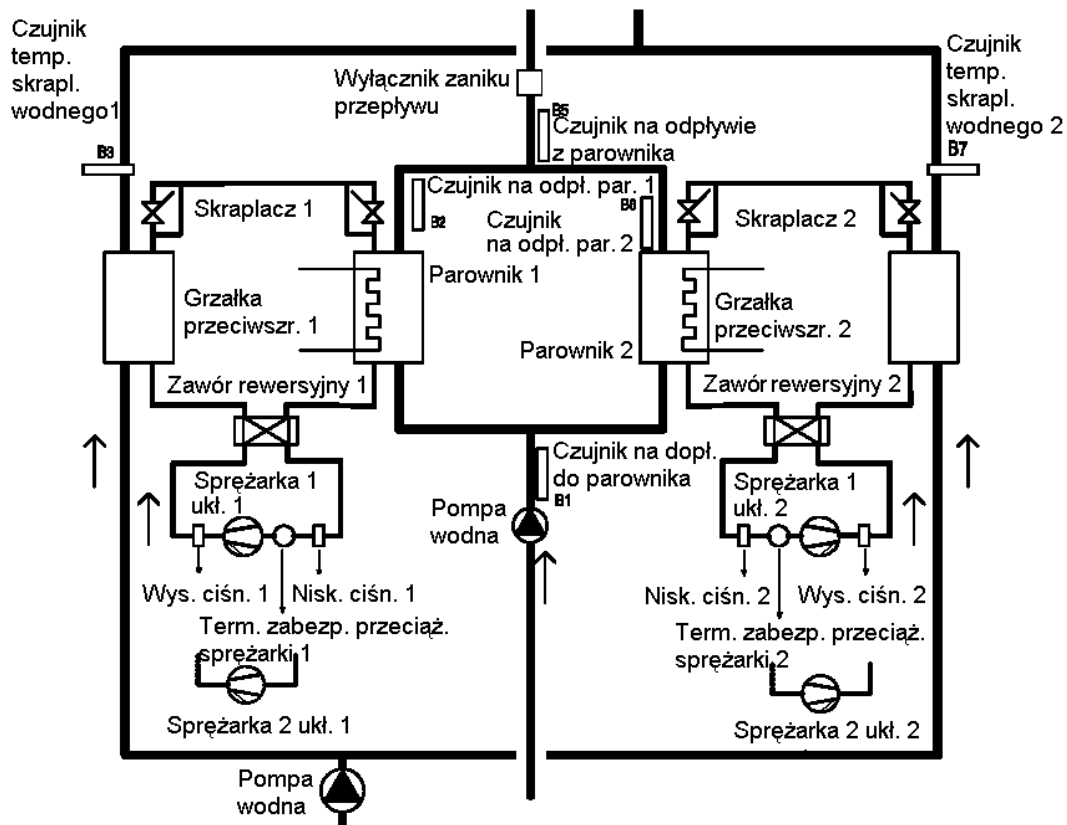 Czujnik
temp.
skrapl.
wodnego1
B3
Wyłącznik zaniku
przepływu
B5
Czujnik na odpływie
z parownika
Czujnik
temp.
skrapl.
wodnego 2
B7
Skraplacz 1
Czujnik na odpł. par. 1
B2
Czujnik
na odpł. par. 2
B6
Skraplacz 2
Grzałka
przeciwszr. 1
Parownik 1
Parownik 2
Grzałka
przeciwszr. 2
Zawór rewersyjny 1
Zawór rewersyjny 2
Sprężarka 1
ukł. 1
Czujnik na dopł.
do parownika
B1
Pompa
wodna
Sprężarka 1
ukł. 2
Wys. ciśn. 1
Nisk. ciśn. 1
Nisk. ciśn. 2
Wys. ciśn. 2
Term. zabezp. przeciąż.
sprężarki 1
Term. zabezp. przeciąż.
sprężarki 2
Sprężarka 2 ukł. 1
Sprężarka 2 ukł. 2
Pompa
wodna